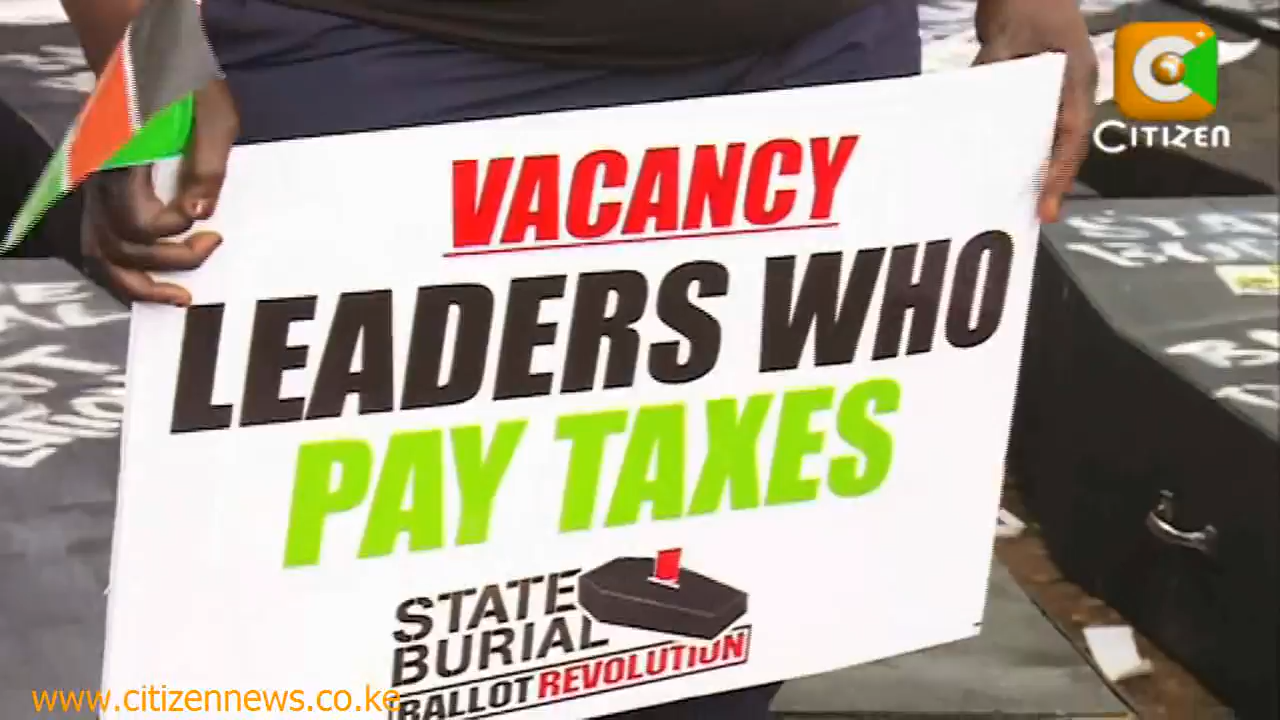 CITIZEN
VACANCY
LEADERS WHO
PAY TAXES
STATE
BURIAL
BALLOT REVOLUTION
www.citizennews.co.ke